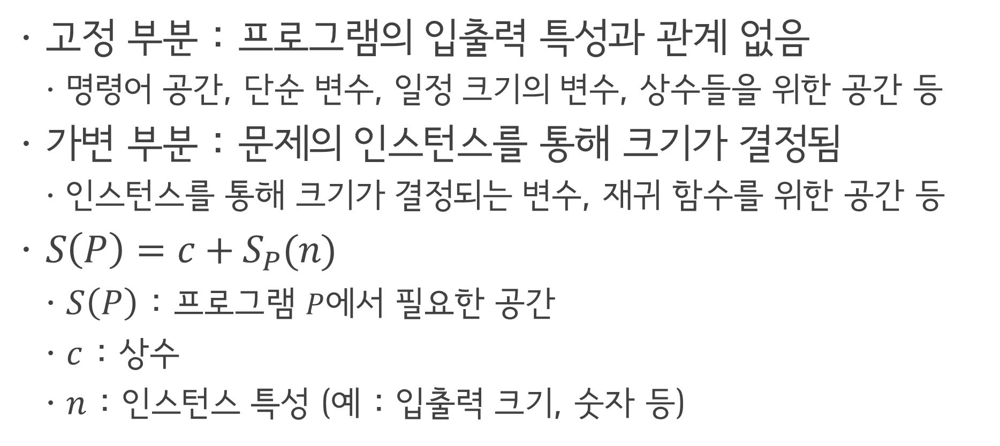 · 고정 부분 : 프로그램의 입출력 특성과 관계 없음
· 명령어 공간, 단순 변수, 일정 크기의 변수, 상수들을 위한 공간 등
· 가변 부분 : 문제의 인스턴스를 통해 크기가 결정됨
· 인스턴스를 통해 크기가 결정되는 변수, 재귀 함수를 위한 공간 등
· S(P) = c + S_P(n)
· S(P) : 프로그램 P에서 필요한 공간
· c : 상수
· n : 인스턴스 특성 (예 : 입출력 크기, 숫자 등)